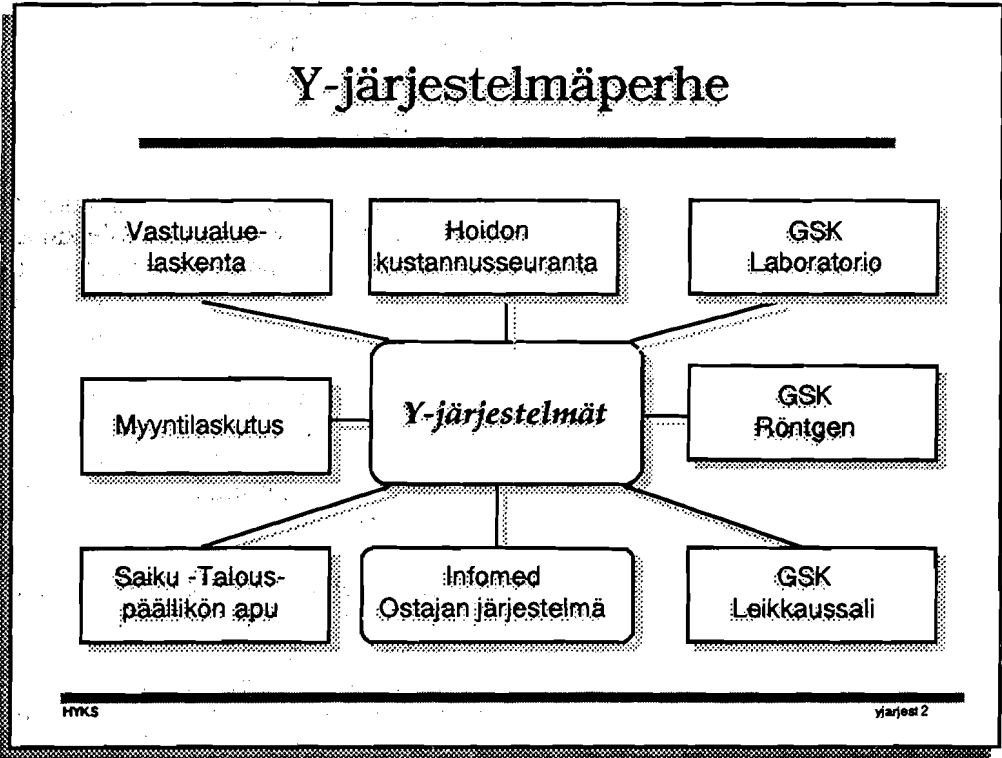 Y-järjestelmäperhe
Vastuualue-
laskenta
Hoidon
kustannusseuranta
GSK
Laboratorio
Myyntilaskutus
Y-järjestelmät
GSK
Röntgen
Saiku -Talous-
päällikön apu
Infomed
Ostajan järjestelmä
GSK
Leikkaussali
HYKS
yjarjest 2